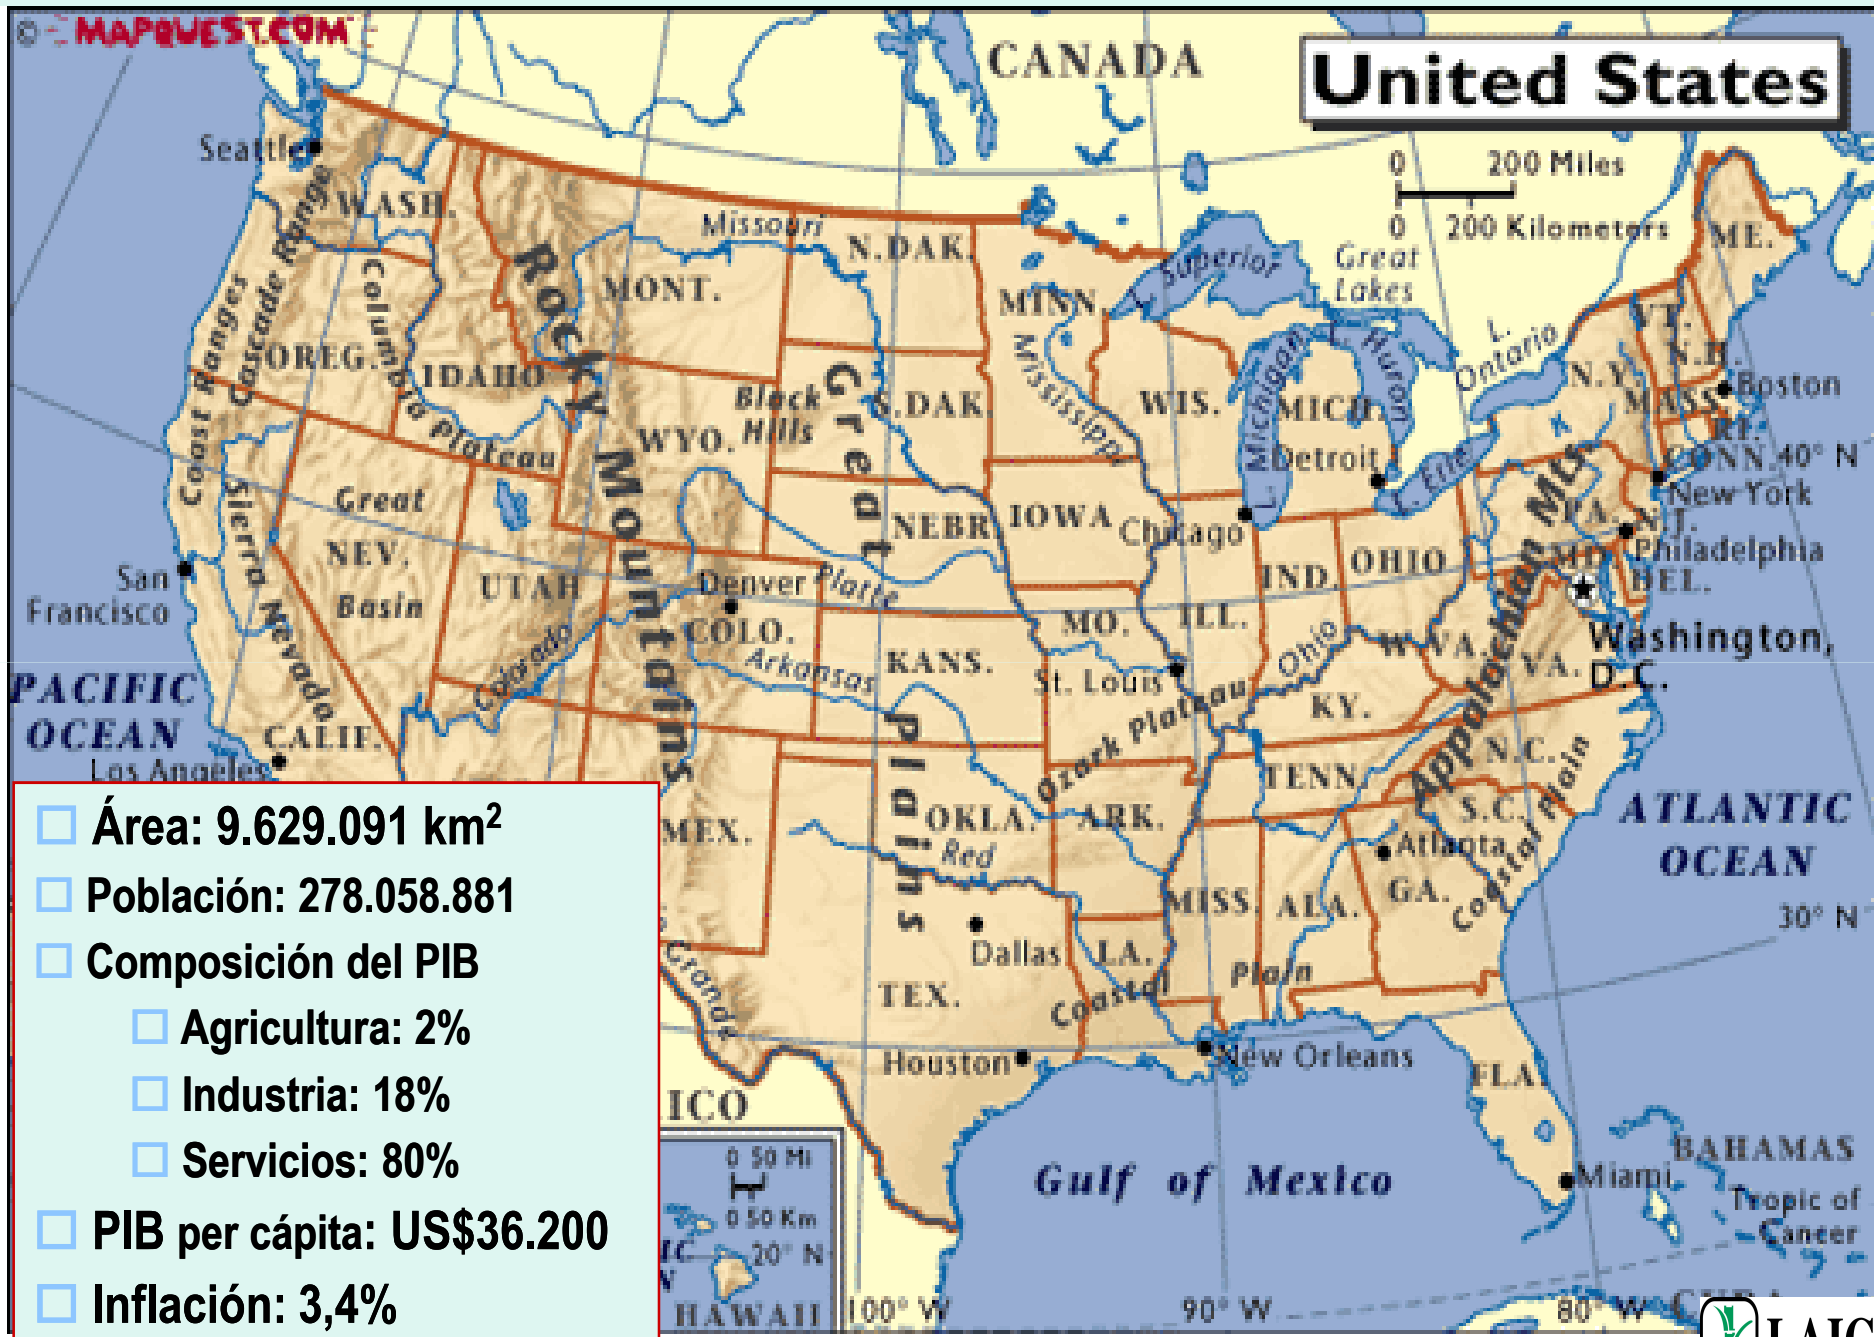 © MAPQUEST.COM
United States
CANADA
0 200 Miles
0 200 Kilometers
Seattle
WASH.
Missouri
N.DAK.
MONT.
MINN.
L. Superior
Great
Lakes
ME.
VT.
N.H.
Coast Ranges
Cascade Range
Columbia Plateau
OREG.
IDAHO
Rocky Mountains
Black
Hills
WYO.
S.DAK.
Great Plains
Mississippi
WIS.
L. Michigan
MICH.
L. Huron
L.
Ontario
N.Y.
MASS.
Boston
R.I.
CONN.
40° N
Detroit
L. Erie
New York
Sierra Nevada
Great
Basin
NEV.
UTAH
NEBR.
IOWA
Chicago
PA.
N.J.
Philadelphia
MD.
DEL.
San
Francisco
Denver
Platte
COLO.
Arkansas
KANS.
MO.
ILL.
IND.
OHIO
Ohio
W.VA.
VA.
Washington,
D.C.
Appalachian Mts.
PACIFIC
OCEAN
Colorado
St. Louis
KY.
CALIF.
Los Angeles
Ozark Plateau
TENN.
N.C.
S.C.
Coastal Plain
ATLANTIC
OCEAN
MEX.
OKLA.
Red
ARK.
Atlanta
GA.
MISS.
ALA.
30° N
Dallas
LA.
TEX.
Coastal Plain
Grande
Houston
New Orleans
FLA.
ICO
Gulf of Mexico
Miami
BAHAMAS
Tropic of
Cancer
0 50 Mi
0 50 Km
20° N
HAWAII
100° W
90° W
80° W
CUBA
Área: 9.629.091 km²
Población: 278.058.881
Composición del PIB
Agricultura: 2%
Industria: 18%
Servicios: 80%
PIB per cápita: US$36.200
Inflación: 3,4%